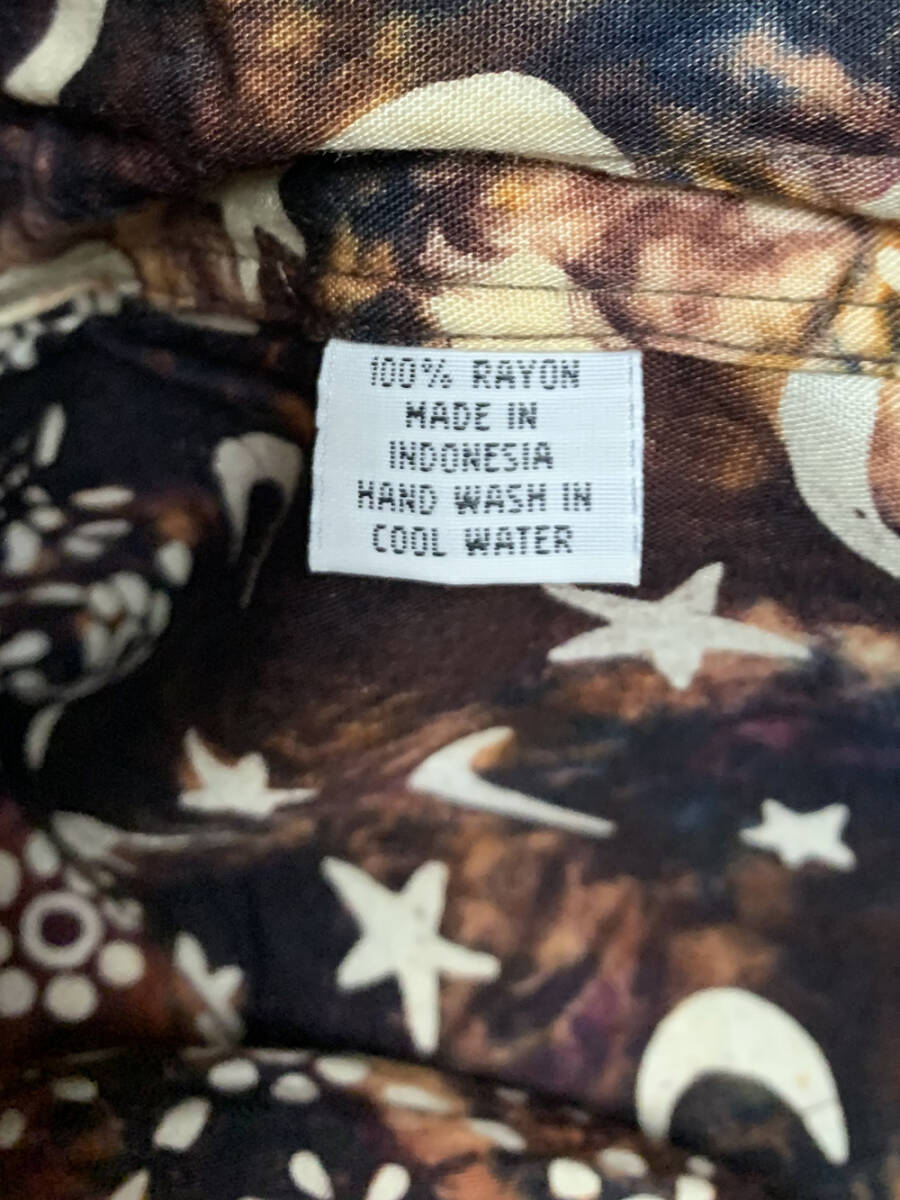 100% RAYON
MADE IN
INDONESIA
HAND WASH IN
COOL WATER